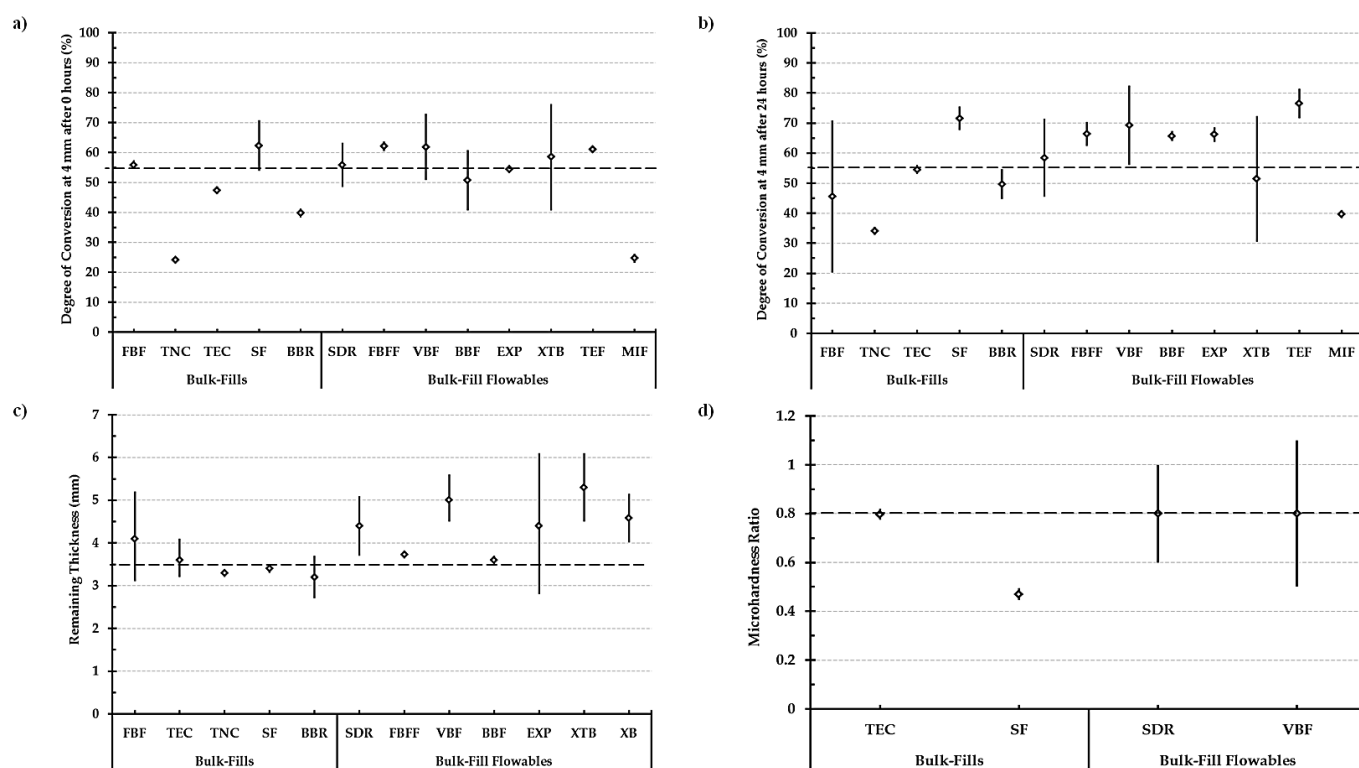 a)
Degree of Conversion at 4 mm after 0 hours (%)
100
90
80
70
60
50
40
30
20
10
0
FBF TNC TEC SF BBR SDR FBFF VBF BBF EXP XTB TEF MIF
Bulk-Fills Bulk-Fill Flowables
b)
Degree of Conversion at 4 mm after 24 hours (%)
100
90
80
70
60
50
40
30
20
10
0
FBF TNC TEC SF BBR SDR FBFF VBF BBF EXP XTB TEF MIF
Bulk-Fills Bulk-Fill Flowables
c)
Remaining Thickness (mm)
7
6
5
4
3
2
1
0
FBF TEC TNC SF BBR SDR FBFF VBF BBF EXP XTB XB
Bulk-Fills Bulk-Fill Flowables
d)
Microhardness Ratio
1.2
1
0.8
0.6
0.4
0.2
0
TEC SF SDR VBF
Bulk-Fills Bulk-Fill Flowables